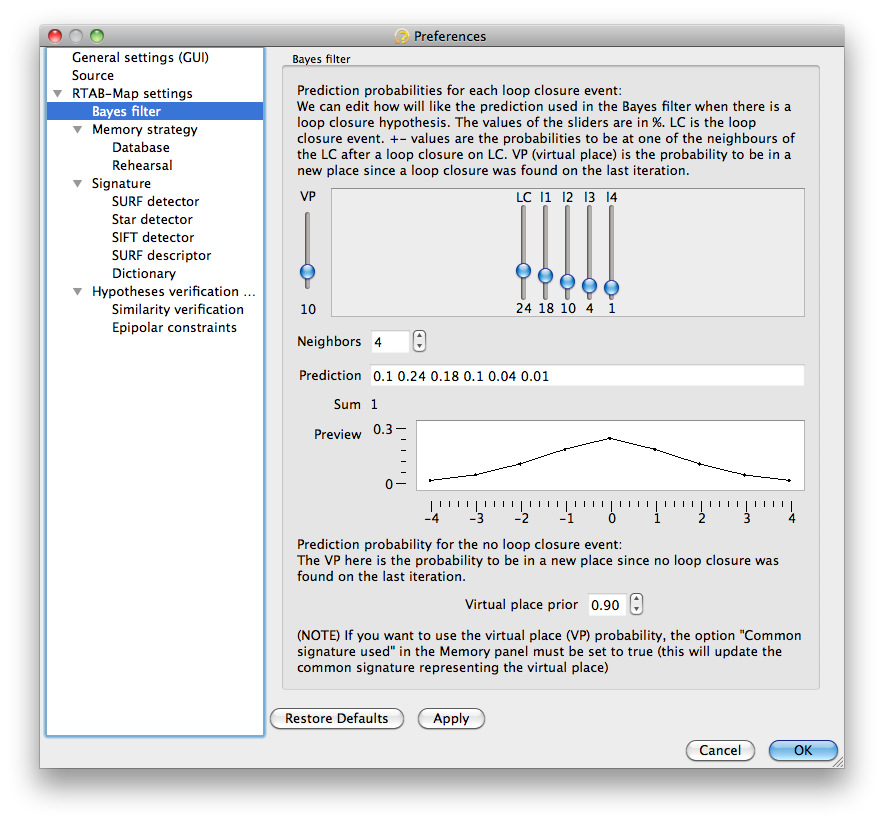 Preferences
General settings (GUI)
Source
RTAB-Map settings
Bayes filter
Memory strategy
Database
Rehearsal
Signature
SURF detector
Star detector
SIFT detector
SURF descriptor
Dictionary
Hypotheses verification ...
Similarity verification
Epipolar constraints
Bayes filter
Prediction probabilities for each loop closure event:
We can edit how will like the prediction used in the Bayes filter when there is a
loop closure hypothesis. The values of the sliders are in %. LC is the loop
closure event. +- values are the probabilities to be at one of the neighbours of
the LC after a loop closure on LC. VP (virtual place) is the probability to be in a
new place since a loop closure was found on the last iteration.
VP LC l1 l2 l3 l4
10 24 18 10 4 1
Neighbors 4
Prediction 0.1 0.24 0.18 0.1 0.04 0.01
Sum 1
Preview 0.3
0
-4 -3 -2 -1 0 1 2 3 4
Prediction probability for the no loop closure event:
The VP here is the probability to be in a new place since no loop closure was
found on the last iteration.
Virtual place prior 0.90
(NOTE) If you want to use the virtual place (VP) probability, the option "Common
signature used" in the Memory panel must be set to true (this will update the
common signature representing the virtual place)
Restore Defaults Apply
Cancel OK